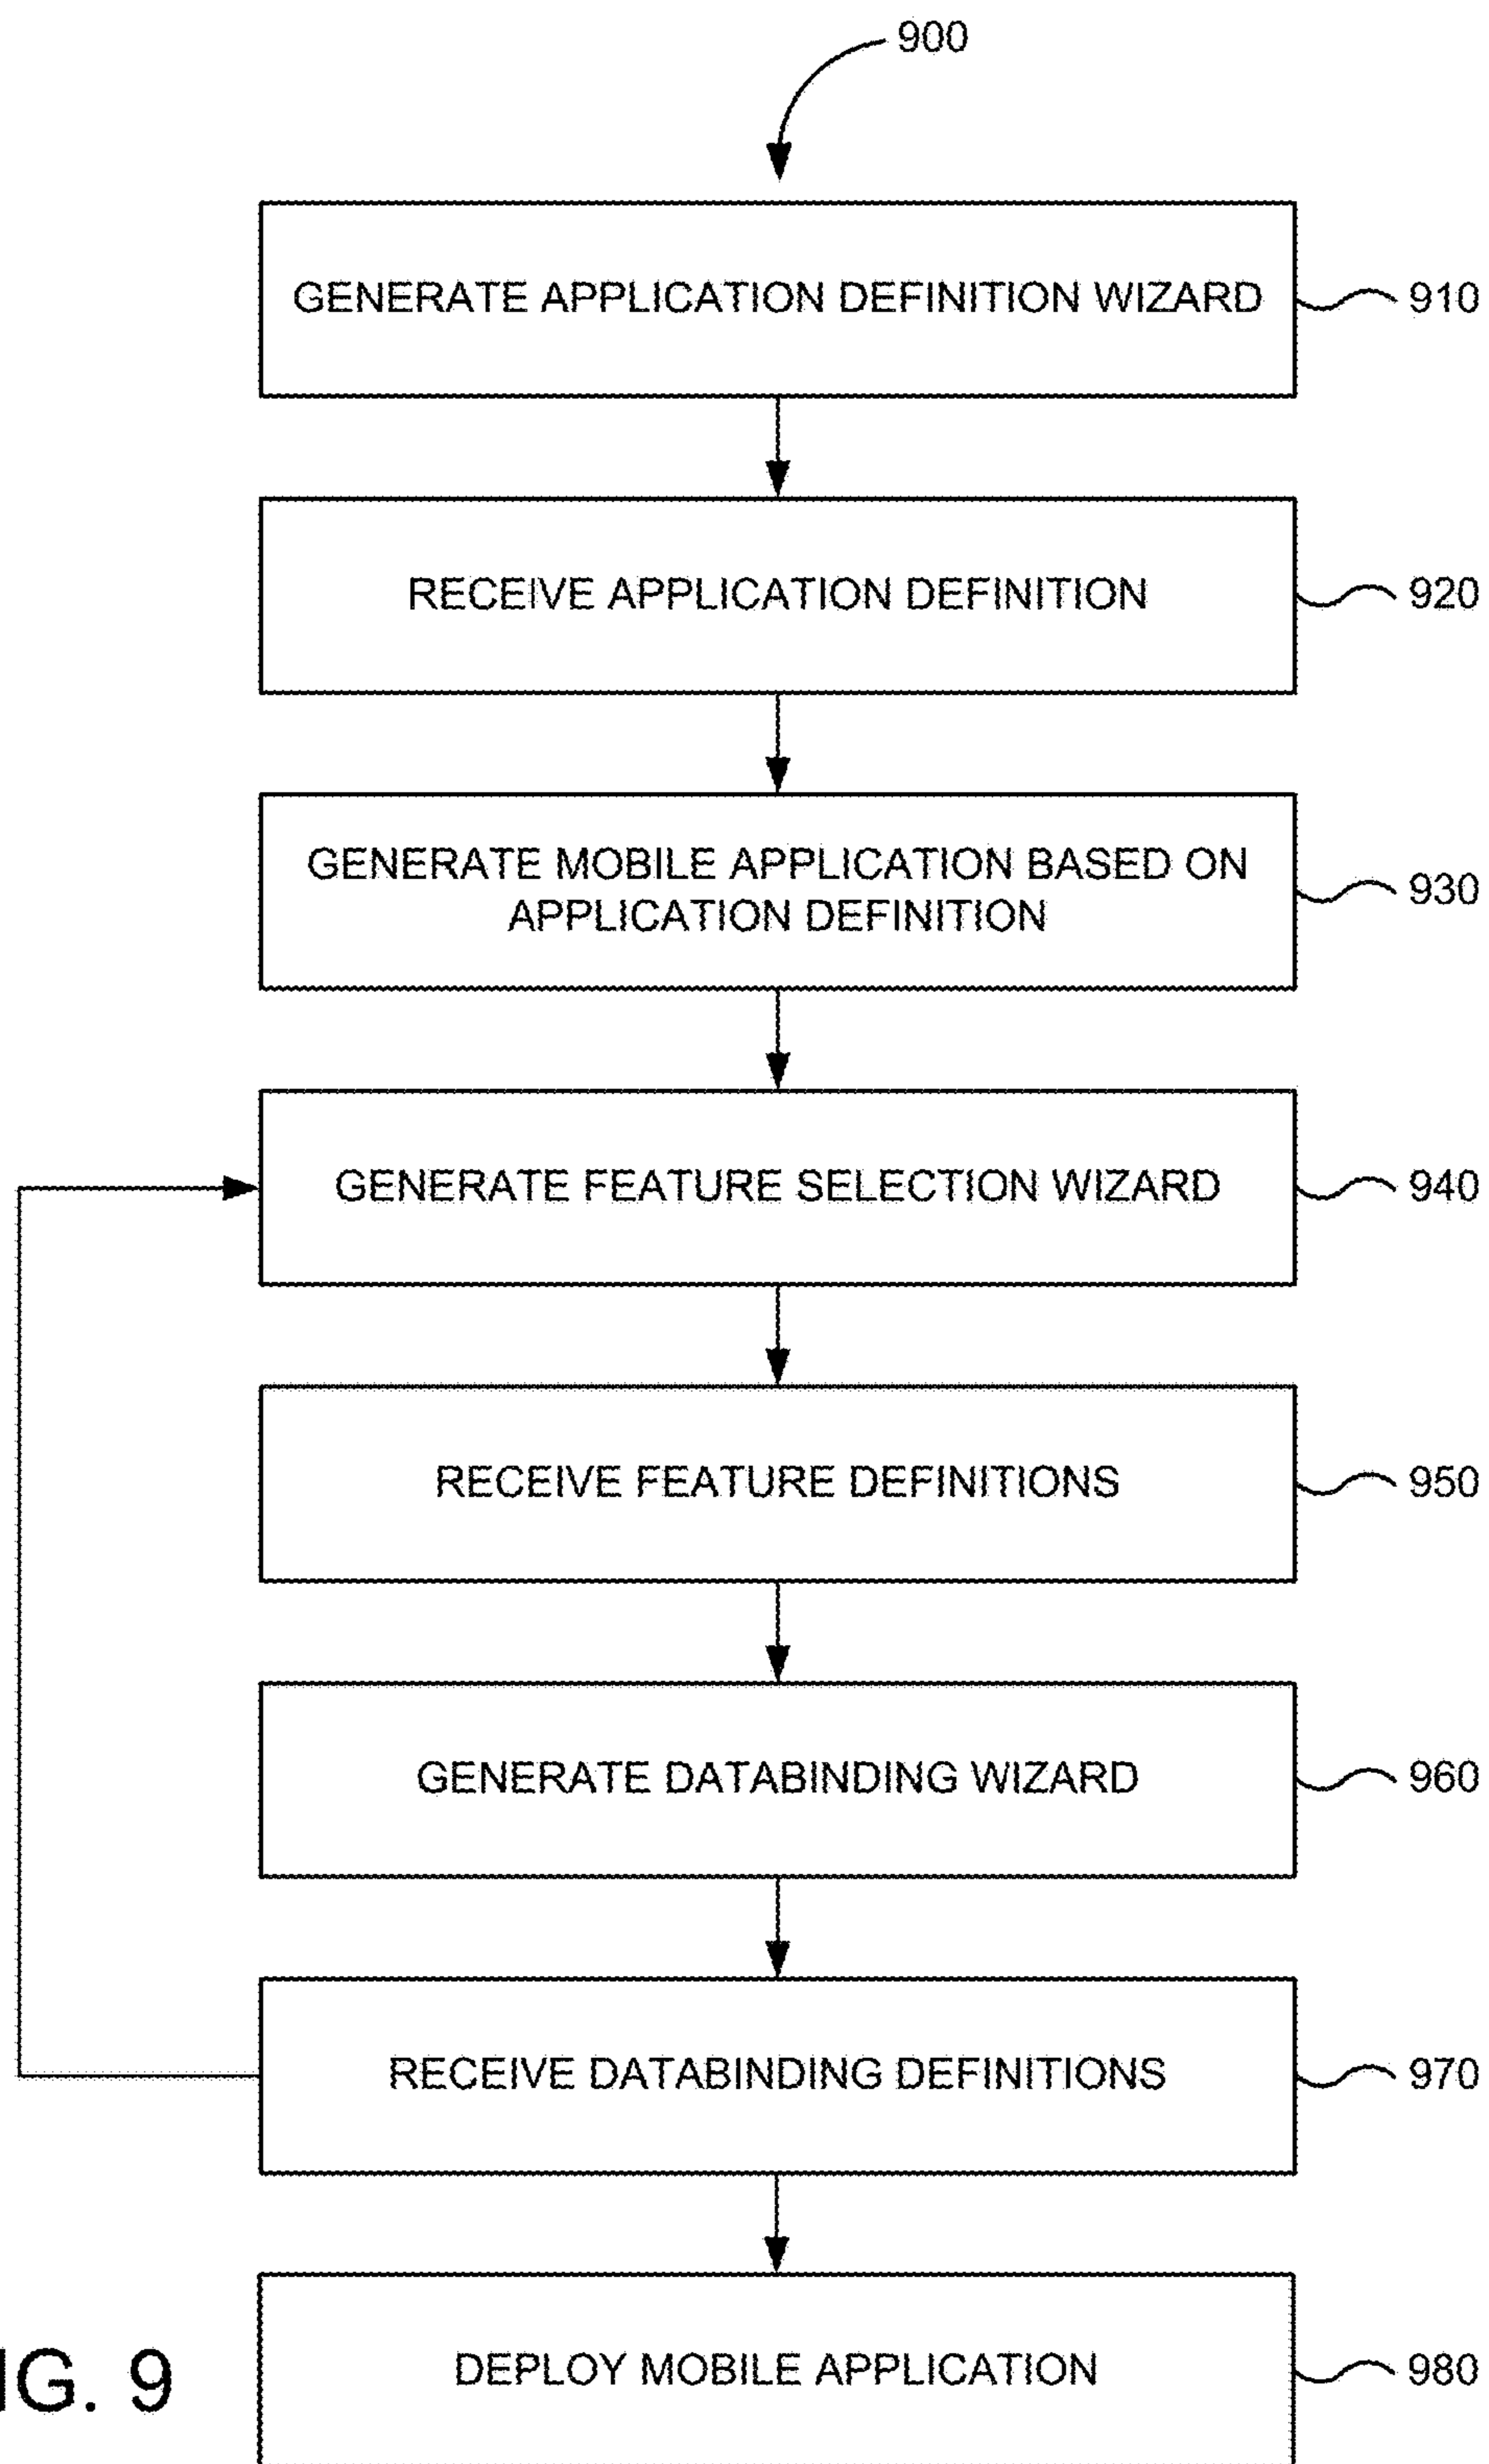 900
GENERATE APPLICATION DEFINITION WIZARD
910
RECEIVE APPLICATION DEFINITION
920
GENERATE MOBILE APPLICATION BASED ON
APPLICATION DEFINITION
930
GENERATE FEATURE SELECTION WIZARD
940
RECEIVE FEATURE DEFINITIONS
950
GENERATE DATABINDING WIZARD
960
RECEIVE DATABINDING DEFINITIONS
970
DEPLOY MOBILE APPLICATION
980
IG. 9